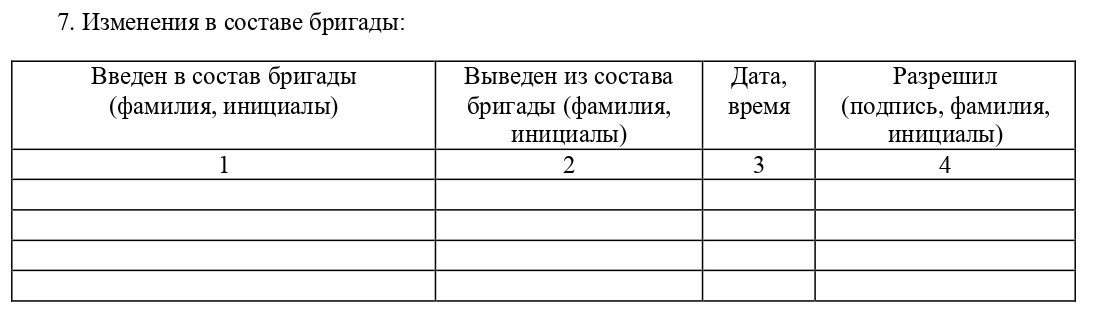 7. Изменения в составе бригады:
Введен в состав бригады
(фамилия, инициалы)
Выведен из состава
бригады (фамилия,
инициалы)
Дата,
время
Разрешил
(подпись, фамилия,
инициалы)
1 2 3 4